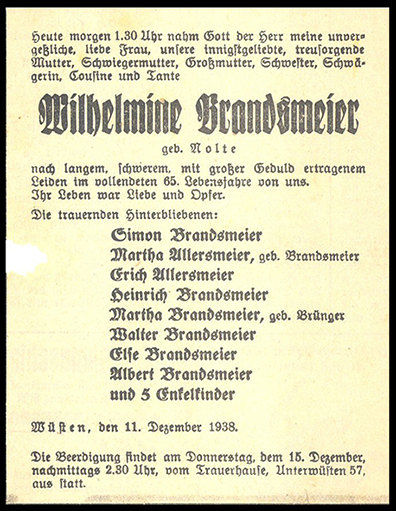 Heute morgen 1.30 Uhr nahm Gott der Herr meine unver-
geßliche, liebe Frau, unsere innigstgeliebte, treusorgende
Mutter, Schwiegermutter, Großmutter, Schwester, Schwä-
gerin, Cousine und Tante
Wilhelmine Brandsmeier
geb. Nolte
nach langem, schwerem, mit großer Geduld ertragenem
Leiden im vollendeten 65. Lebensjahre von uns.
Ihr Leben war Liebe und Opfer.
Die trauernden Hinterbliebenen:
Simon Brandsmeier
Martha Allersmeier, geb. Brandsmeier
Erich Allersmeier
Heinrich Brandsmeier
Martha Brandsmeier, geb. Brünger
Walter Brandsmeier
Else Brandsmeier
Albert Brandsmeier
und 5 Enkelkinder
Wüsten, den 11. Dezember 1938.
Die Beerdigung findet am Donnerstag, dem 15. Dezember,
nachmittags 2.30 Uhr, vom Trauerhause, Unterwüsten 57,
aus statt.